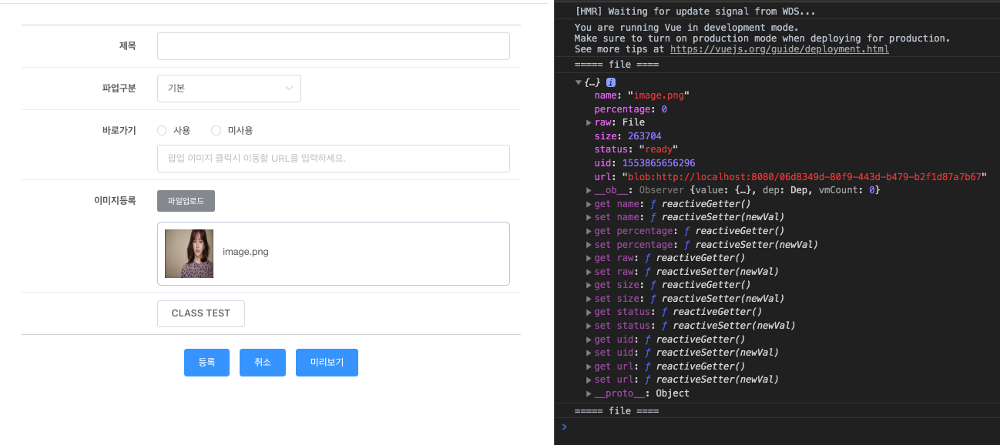 제목
파업구분
기본
바로가기
사용
미사용
팝업 이미지 클릭시 이동할 URL을 입력하세요.
이미지등록
파일업로드
image.png
CLASS TEST
등록
취소
미리보기
[HMR] Waiting for update signal from WDS...
You are running Vue in development mode.
Make sure to turn on production mode when deploying for production.
See more tips at https://vuejs.org/guide/deployment.html
===== file ====
{…} i
name: "image.png"
percentage: 0
raw: File
size: 263704
status: "ready"
uid: 1553865656296
url: "blob:http://localhost:8080/06d8349d-80f9-443d-b479-b2f1d87a7b67"
__ob__: Observer {value: {…}, dep: Dep, vmCount: 0}
get name: ƒ reactiveGetter()
set name: ƒ reactiveSetter(newVal)
get percentage: ƒ reactiveGetter()
set percentage: ƒ reactiveSetter(newVal)
get raw: ƒ reactiveGetter()
set raw: ƒ reactiveSetter(newVal)
get size: ƒ reactiveGetter()
set size: ƒ reactiveSetter(newVal)
get status: ƒ reactiveGetter()
set status: ƒ reactiveSetter(newVal)
get uid: ƒ reactiveGetter()
set uid: ƒ reactiveSetter(newVal)
get url: ƒ reactiveGetter()
set url: ƒ reactiveSetter(newVal)
__proto__: Object
===== file ====